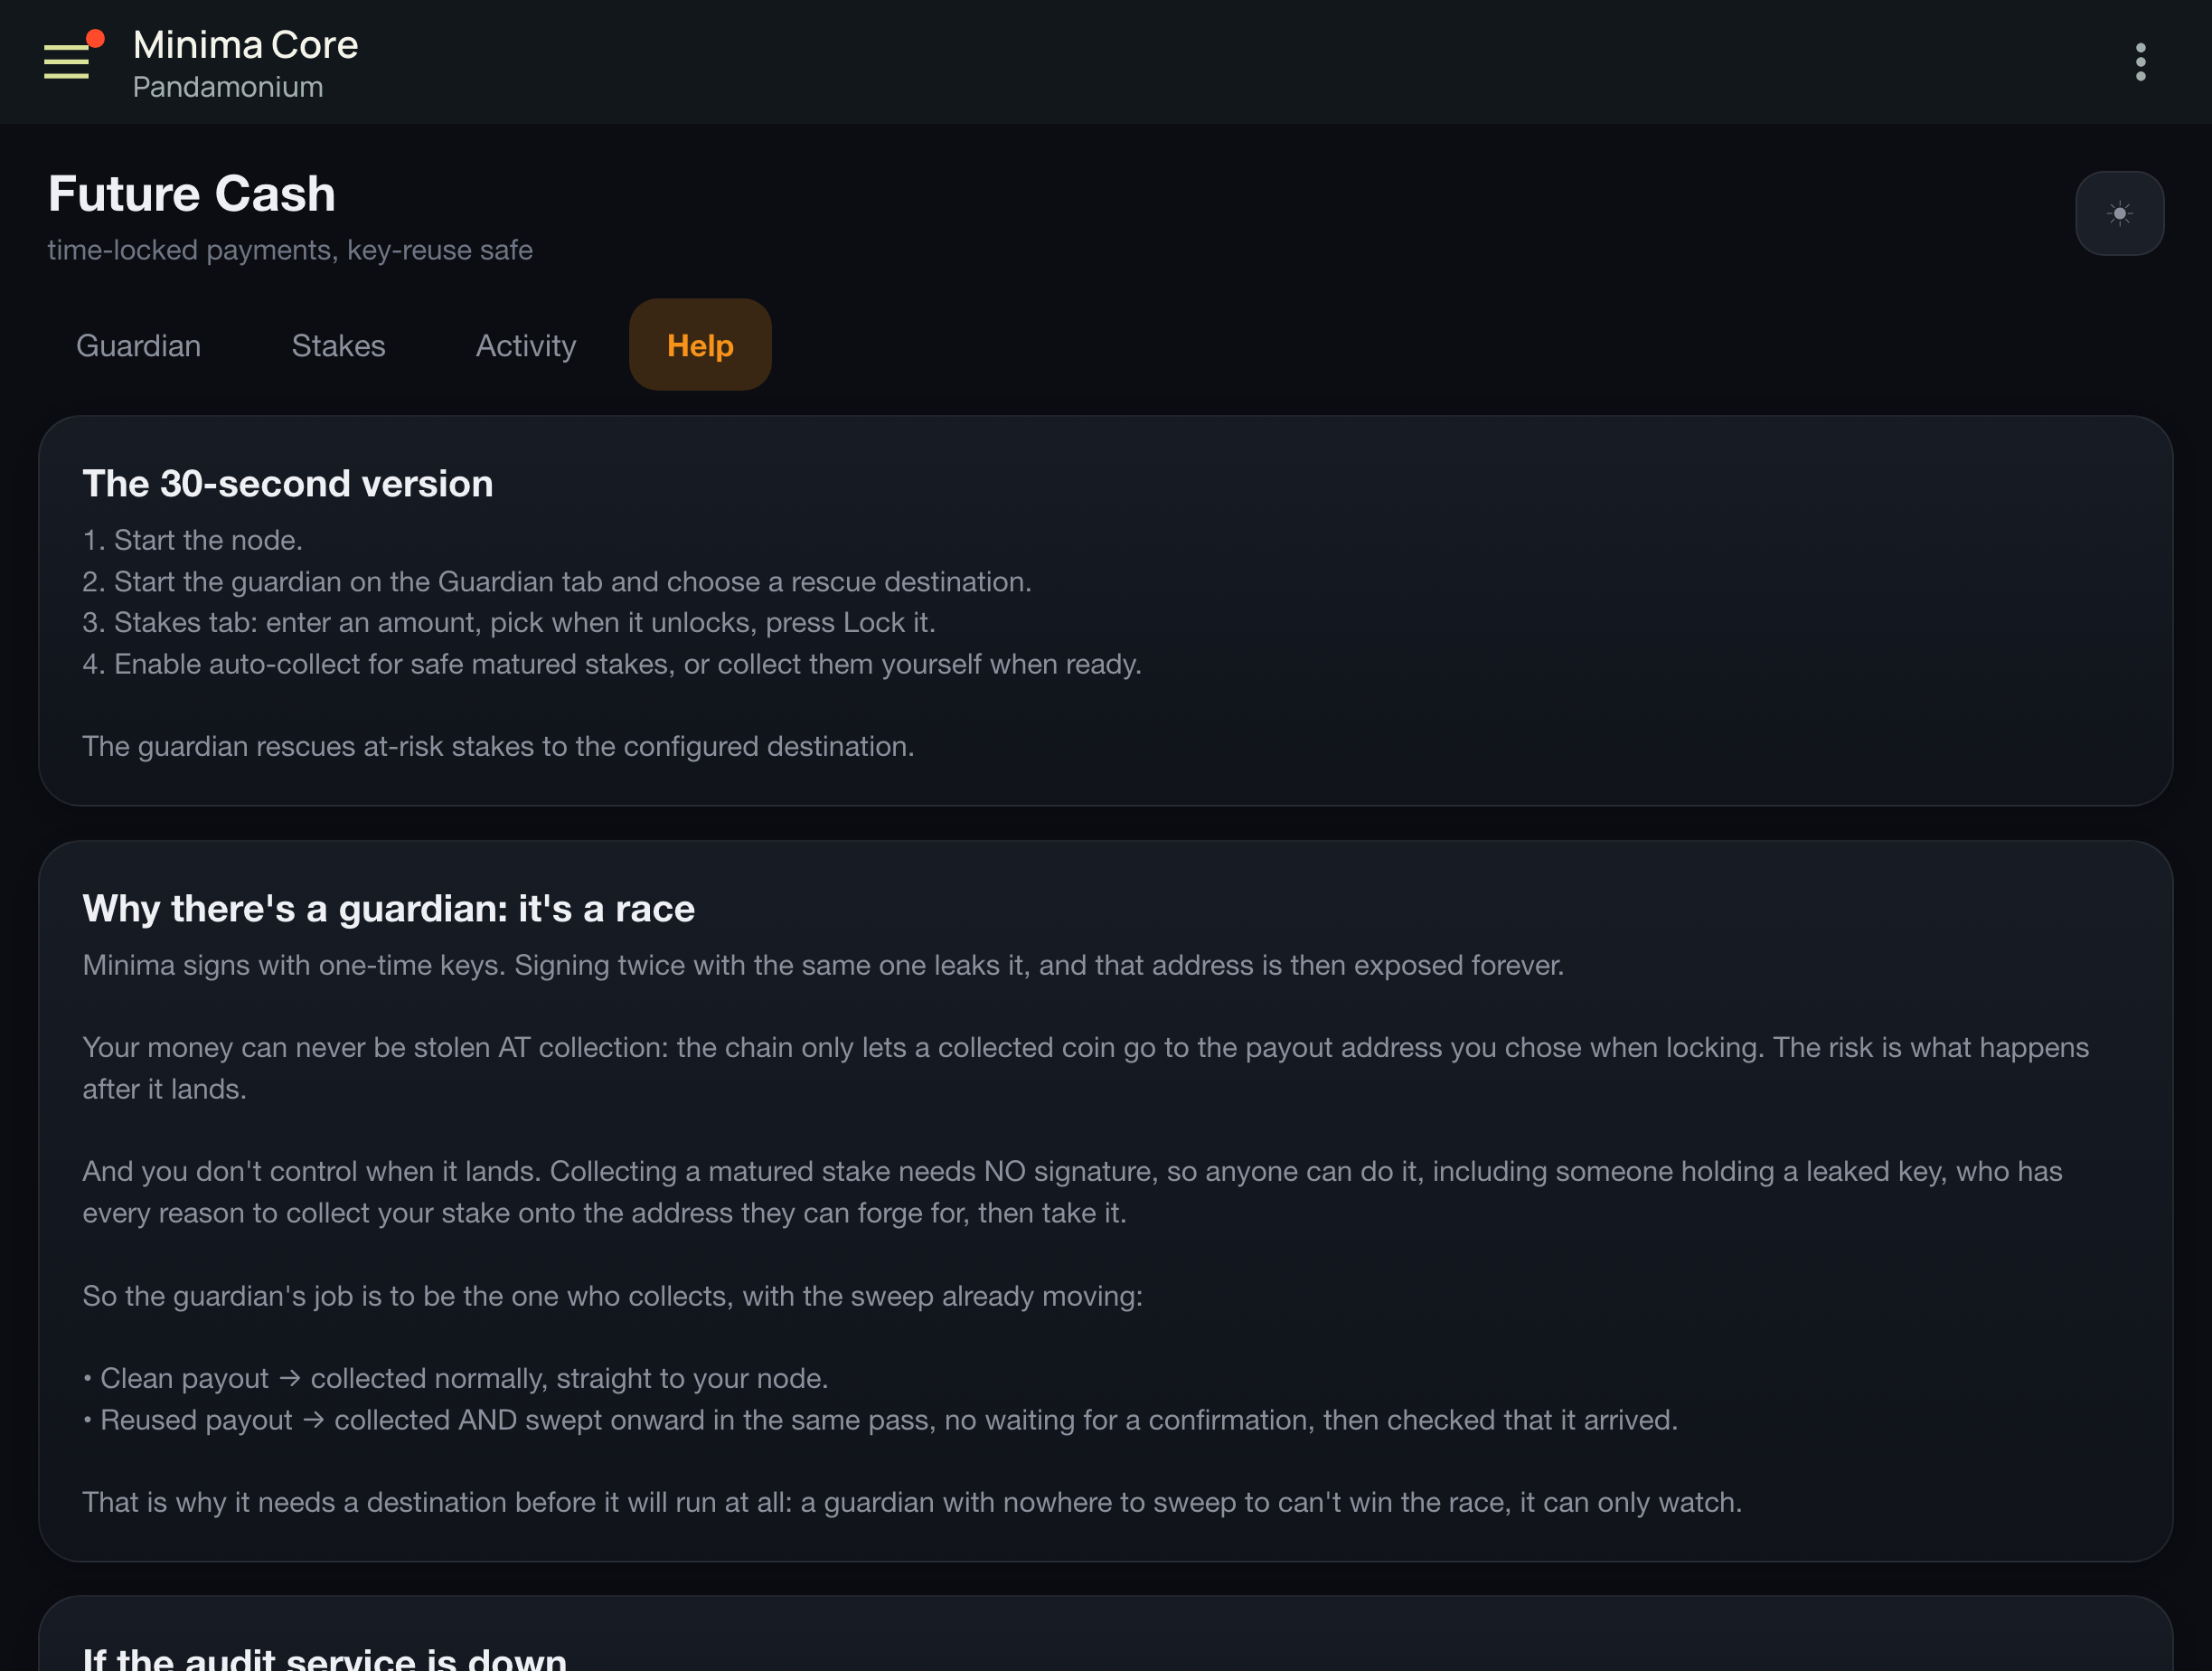 Minima Core
Pandamonium
Future Cash
time-locked payments, key-reuse safe
Guardian
Stakes
Activity
Help
The 30-second version
1. Start the node.
2. Start the guardian on the Guardian tab and choose a rescue destination.
3. Stakes tab: enter an amount, pick when it unlocks, press Lock it.
4. Enable auto-collect for safe matured stakes, or collect them yourself when ready.
The guardian rescues at-risk stakes to the configured destination.
Why there's a guardian: it's a race
Minima signs with one-time keys. Signing twice with the same one leaks it, and that address is then exposed forever.
Your money can never be stolen AT collection: the chain only lets a collected coin go to the payout address you chose when locking. The risk is what happens
after it lands.
And you don't control when it lands. Collecting a matured stake needs NO signature, so anyone can do it, including someone holding a leaked key, who has
every reason to collect your stake onto the address they can forge for, then take it.
So the guardian's job is to be the one who collects, with the sweep already moving:
• Clean payout → collected normally, straight to your node.
• Reused payout → collected AND swept onward in the same pass, no waiting for a confirmation, then checked that it arrived.
That is why it needs a destination before it will run at all: a guardian with nowhere to sweep to can't win the race, it can only watch.
If the audit service is down